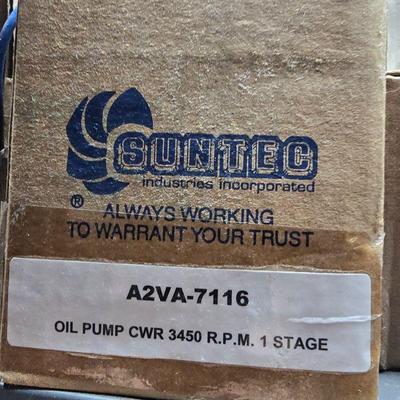 SUNTEC
industries incorporated
®
ALWAYS WORKING
TO WARRANT YOUR TRUST
A2VA-7116
OIL PUMP CWR 3450 R.P.M. 1 STAGE